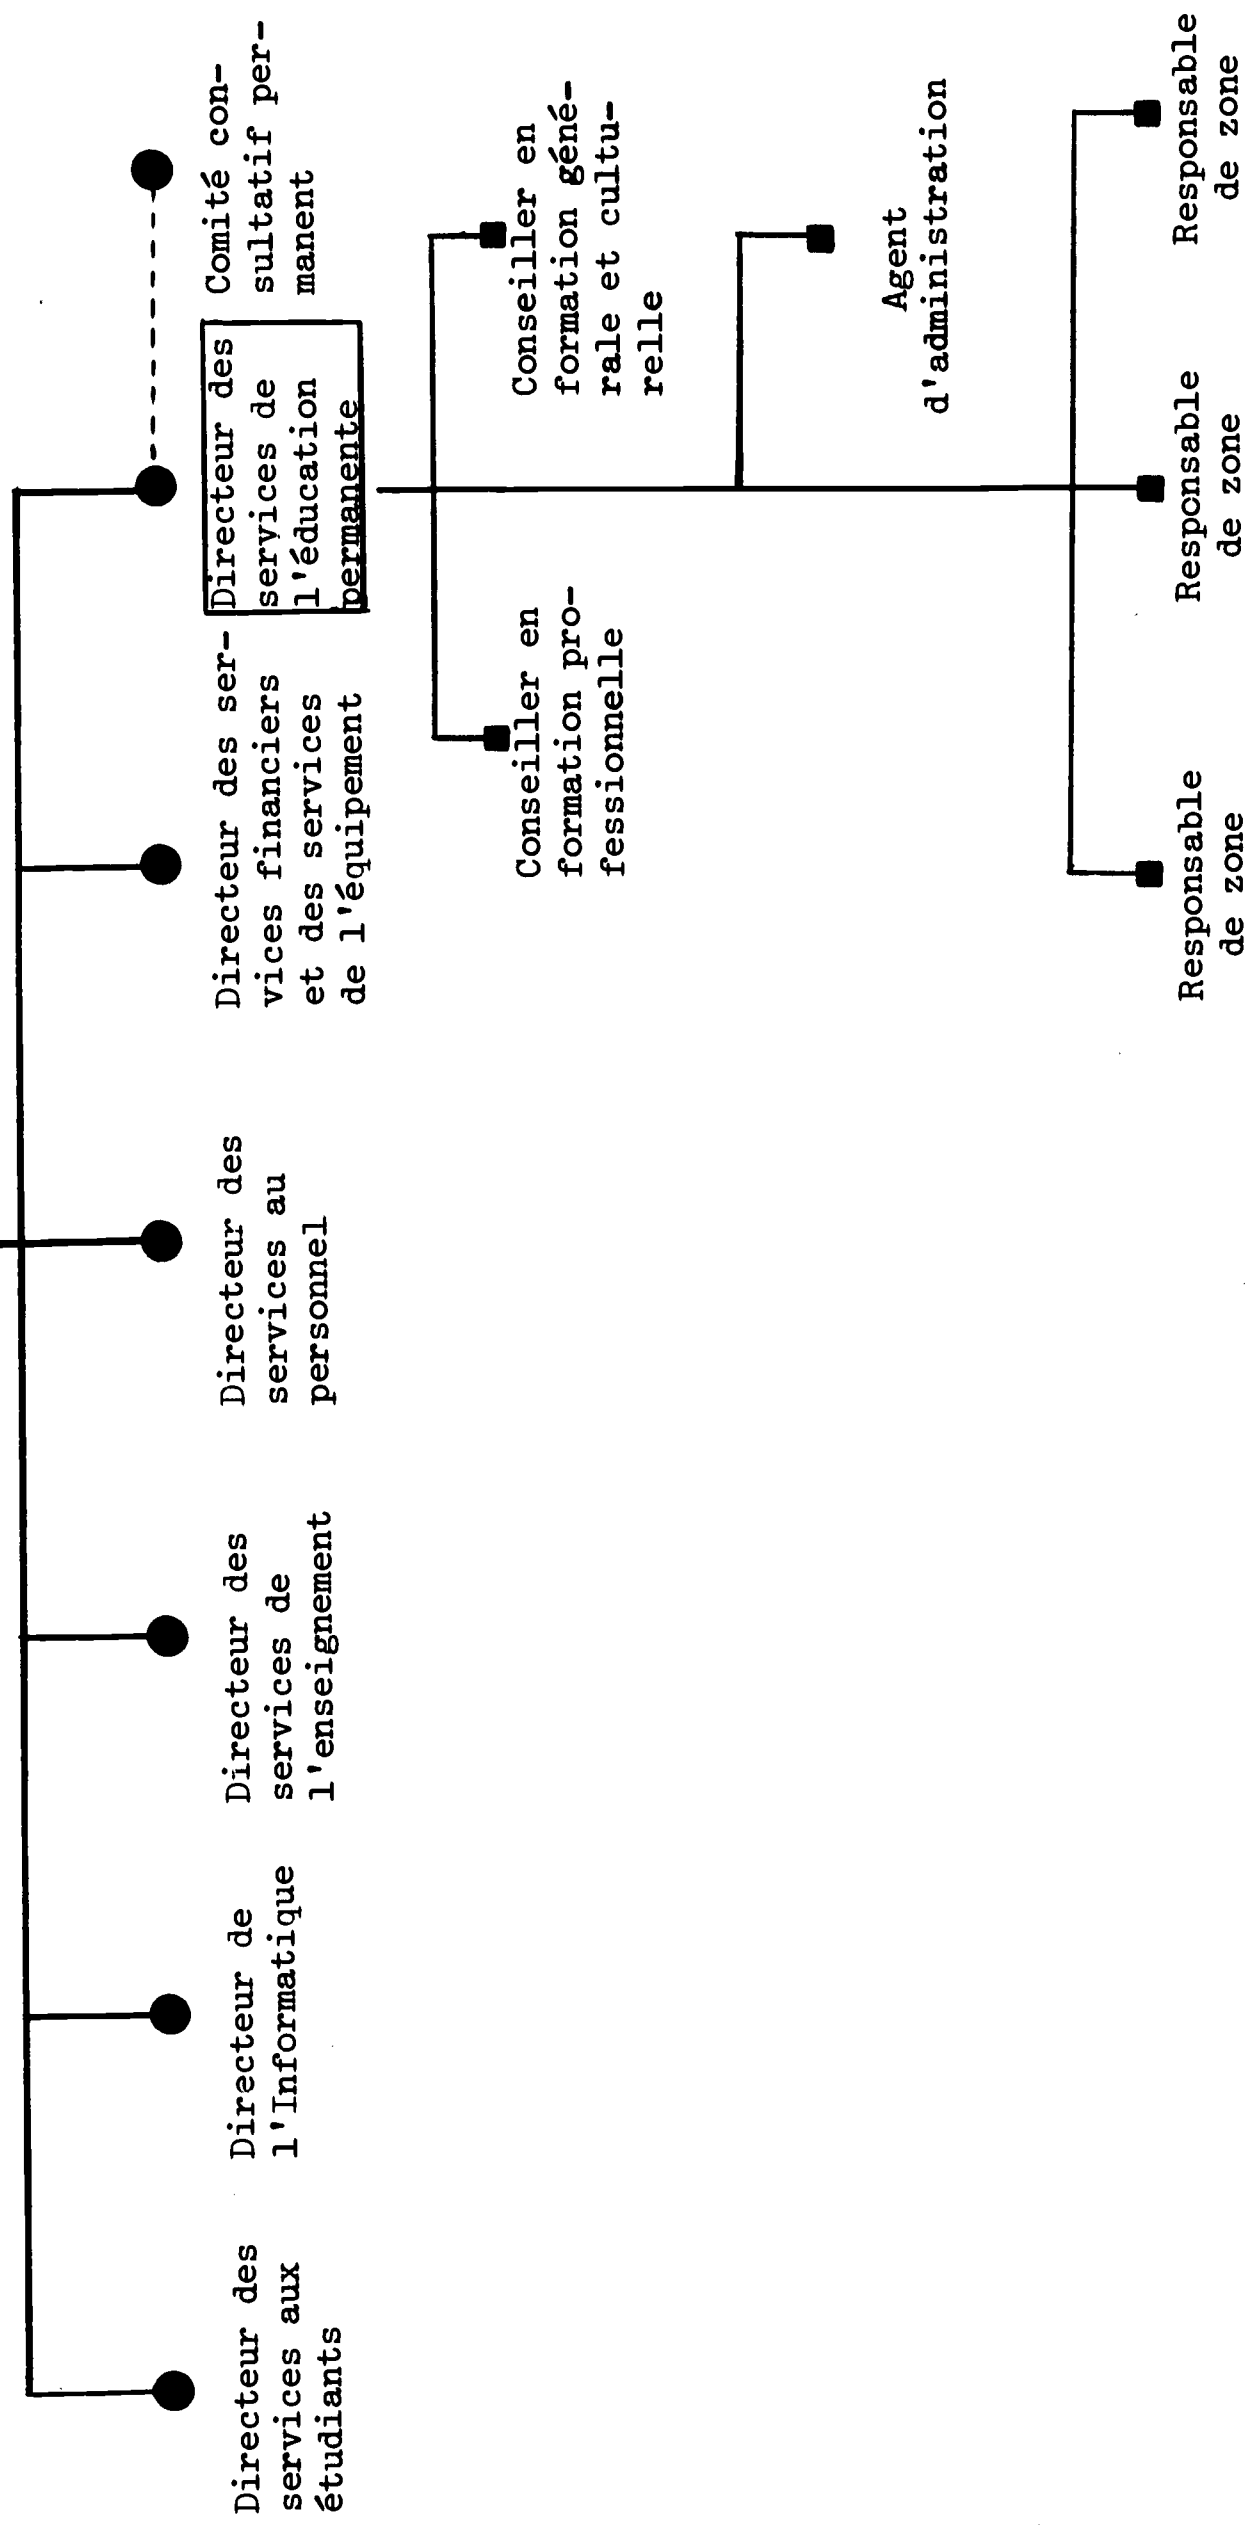 Directeur des
services aux
étudiants
Directeur de
l'Informatique
Directeur des
services de
l'enseignement
Directeur des
services au
personnel
Directeur des ser-
vices financiers
et des services
de l'équipement
Directeur des
services de
l'éducation
permanente
Comité con-
sultatif per-
manent
Conseiller en
formation pro-
fessionnelle
Conseiller en
formation géné-
rale et cultu-
relle
Agent
d'administration
Responsable
de zone
Responsable
de zone
Responsable
de zone